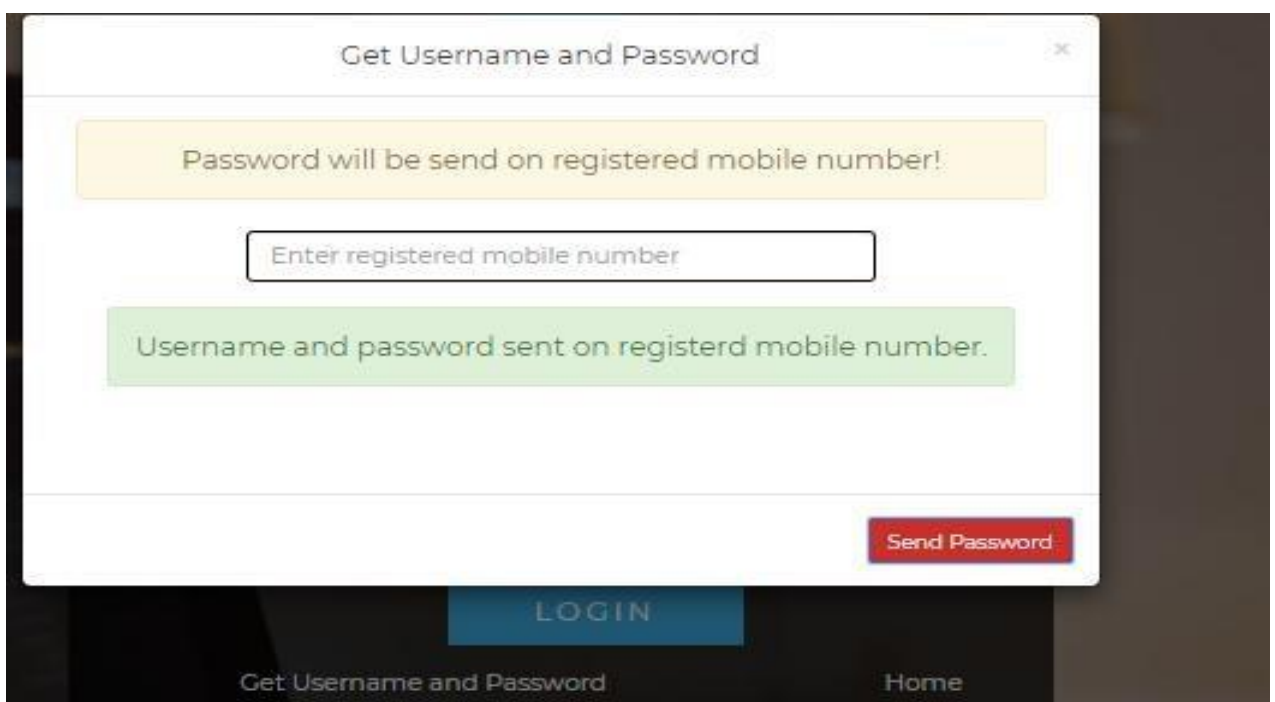 Get Username and Password ×
Password will be send on registered mobile number!
Enter registered mobile number
Username and password sent on registerd mobile number.
Send Password
LOGIN
Get Username and Password Home